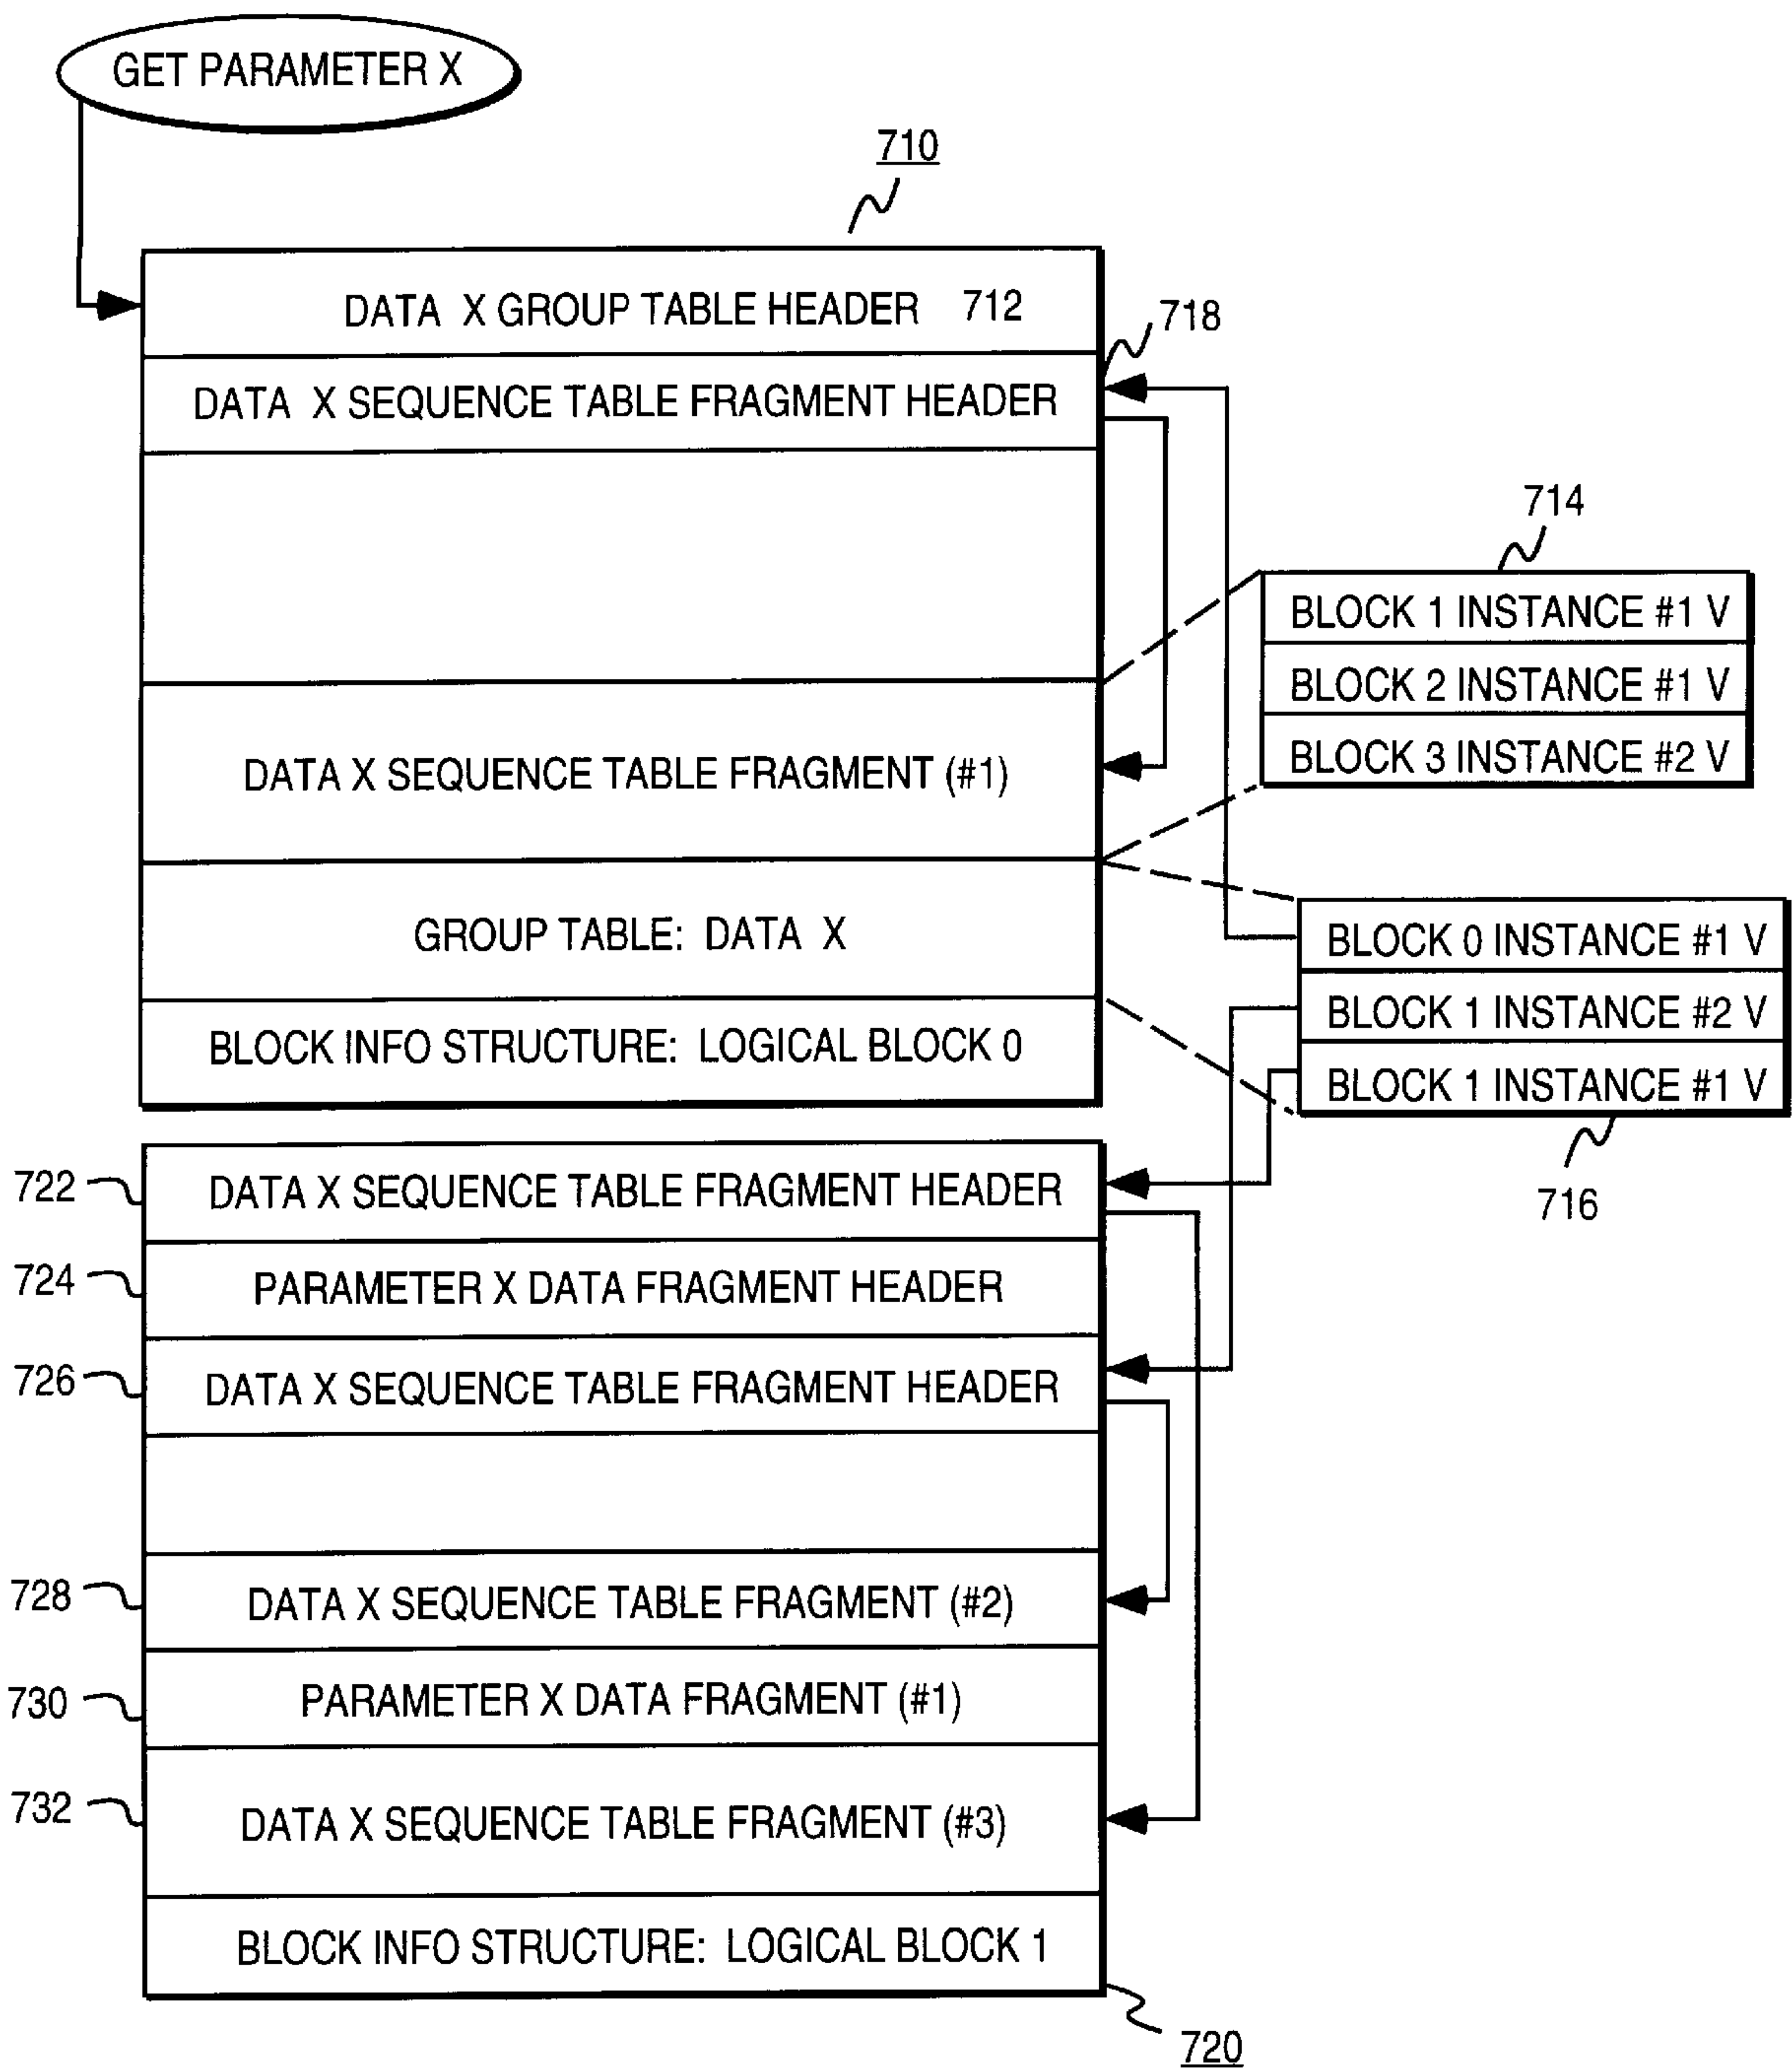 GET PARAMETER X
710
DATA X GROUP TABLE HEADER 712
718
DATA X SEQUENCE TABLE FRAGMENT HEADER
714
BLOCK 1 INSTANCE #1 V
BLOCK 2 INSTANCE #1 V
BLOCK 3 INSTANCE #2 V
DATA X SEQUENCE TABLE FRAGMENT (#1)
GROUP TABLE: DATA X
BLOCK 0 INSTANCE #1 V
BLOCK 1 INSTANCE #2 V
BLOCK 1 INSTANCE #1 V
716
BLOCK INFO STRUCTURE: LOGICAL BLOCK 0
722 DATA X SEQUENCE TABLE FRAGMENT HEADER
724 PARAMETER X DATA FRAGMENT HEADER
726 DATA X SEQUENCE TABLE FRAGMENT HEADER
728 DATA X SEQUENCE TABLE FRAGMENT (#2)
730 PARAMETER X DATA FRAGMENT (#1)
732 DATA X SEQUENCE TABLE FRAGMENT (#3)
BLOCK INFO STRUCTURE: LOGICAL BLOCK 1
720